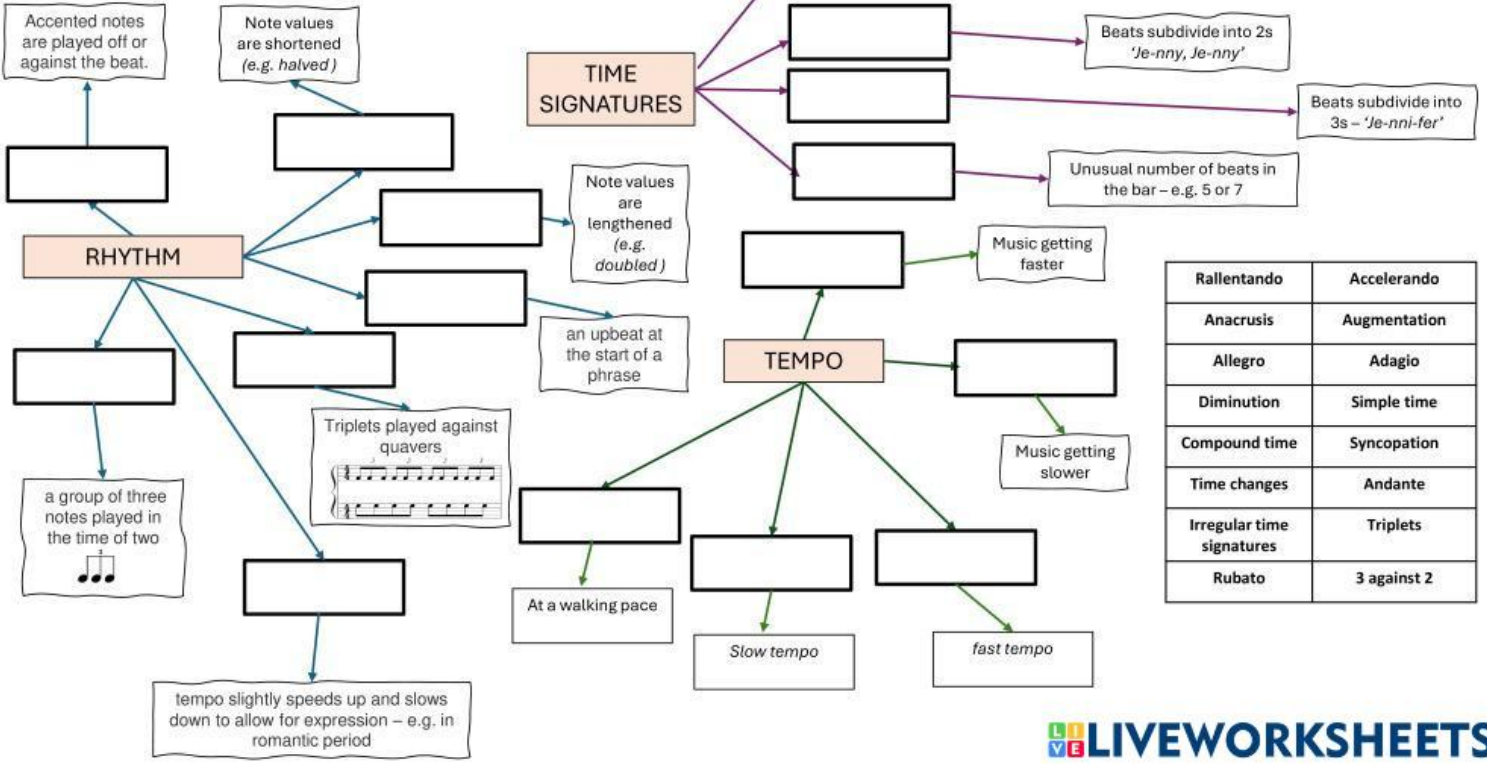 Accented notes
are played off or
against the beat.
Note values
are shortened
(e.g. halved )
TIME
SIGNATURES
Beats subdivide into 2s
‘Je-nny, Je-nny’
Beats subdivide into
3s – ‘Je-nni-fer’
Unusual number of beats in
the bar – e.g. 5 or 7
Note values
are
lengthened
(e.g.
doubled )
RHYTHM
an upbeat at
the start of a
phrase
Triplets played against
quavers
a group of three
notes played in
the time of two
3
tempo slightly speeds up and slows
down to allow for expression – e.g. in
romantic period
Music getting
faster
TEMPO
Music getting
slower
At a walking pace
Slow tempo
fast tempo
Rallentando
Accelerando
Anacrusis
Augmentation
Allegro
Adagio
Diminution
Simple time
Compound time
Syncopation
Time changes
Andante
Irregular time
signatures
Triplets
Rubato
3 against 2
LIVE
LIVEWORKSHEETS